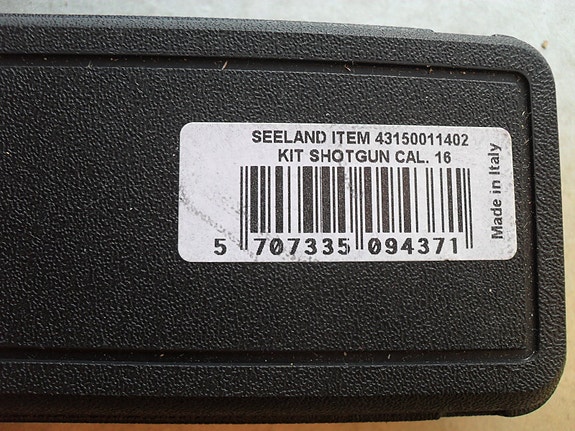 SEELAND ITEM 43150011402
KIT SHOTGUN CAL. 16
5 707335 094371
Made in Italy